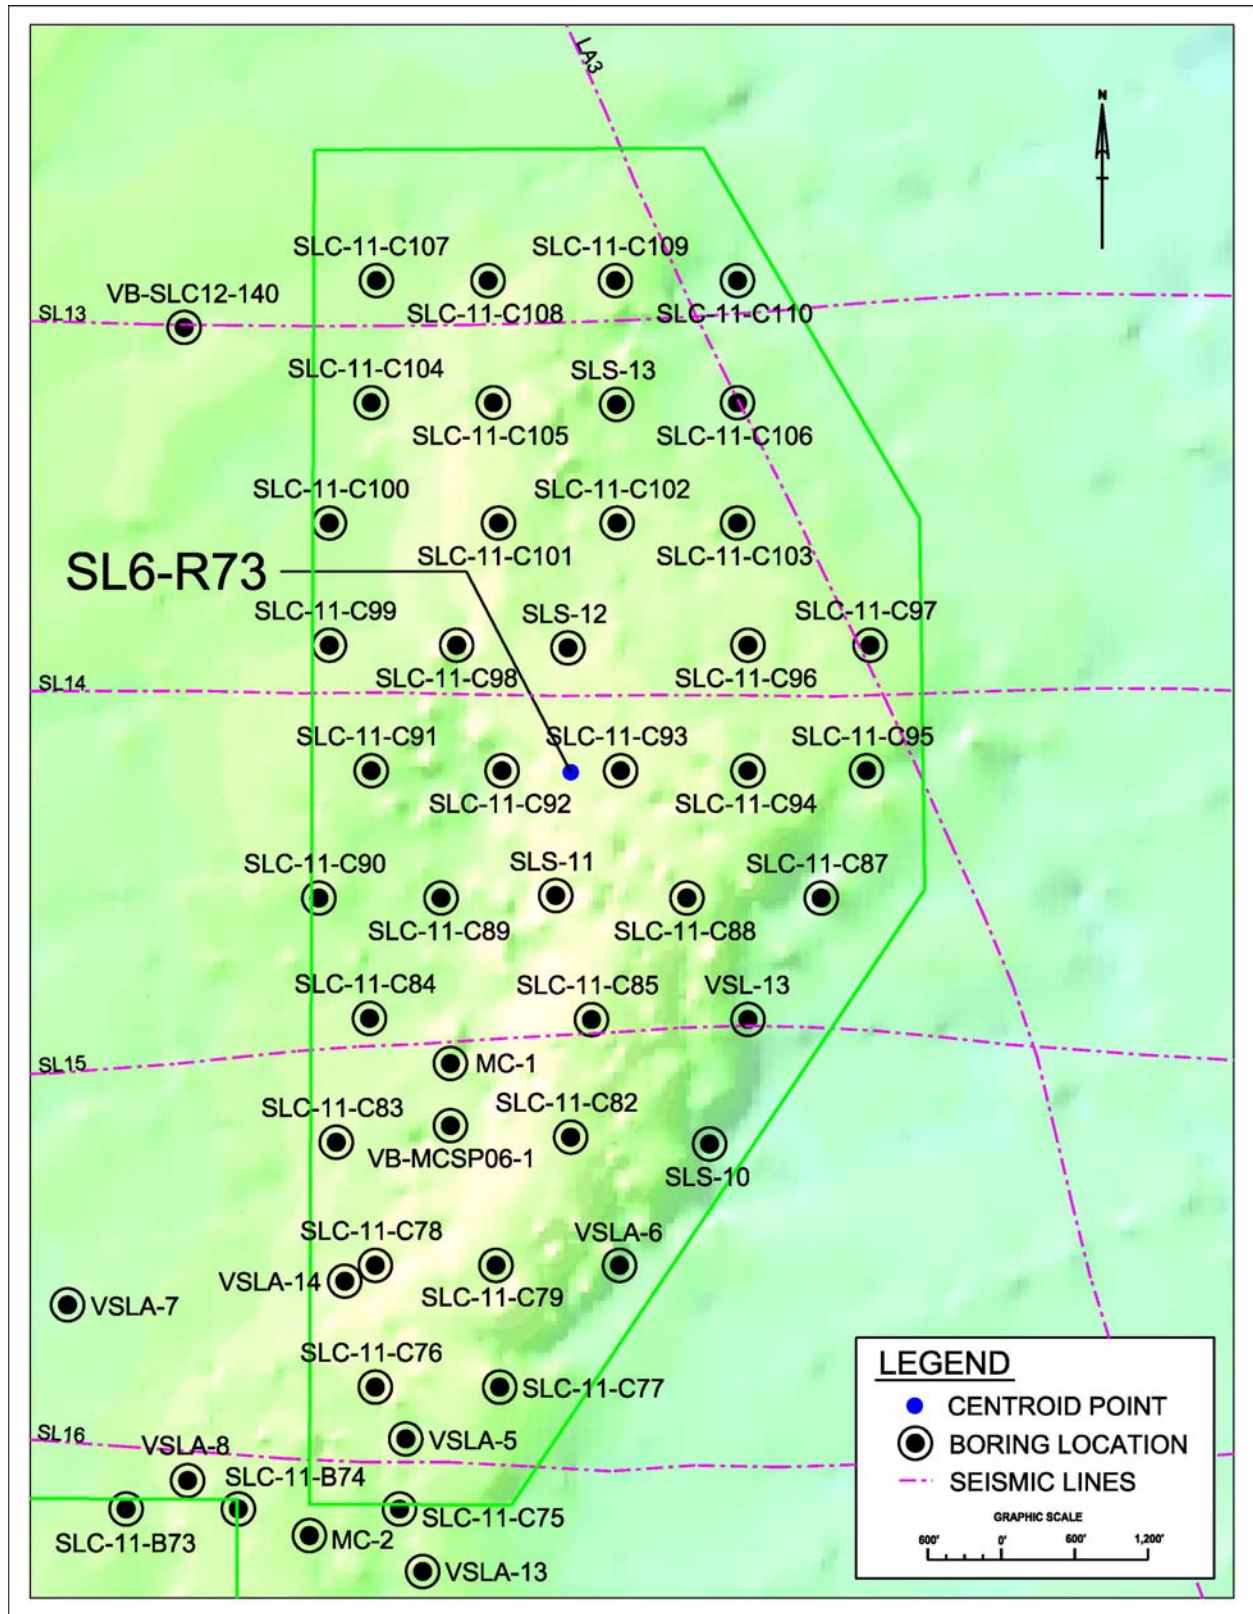 LA3
N
SLC-11-C107
SLC-11-C109
VB-SLC12-140
SL13
SLC-11-C108
SLC-11-C110
SLC-11-C104
SLS-13
SLC-11-C105
SLC-11-C106
SLC-11-C100
SLC-11-C102
SLC-11-C101
SLC-11-C103
SL6-R73
SLC-11-C99
SLS-12
SLC-11-C97
SLC-11-C98
SLC-11-C96
SL14
SLC-11-C91
SLC-11-C93
SLC-11-C95
SLC-11-C92
SLC-11-C94
SLC-11-C90
SLS-11
SLC-11-C87
SLC-11-C89
SLC-11-C88
SLC-11-C84
SLC-11-C85
VSL-13
SL15
MC-1
SLC-11-C83
SLC-11-C82
VB-MCSP06-1
SLS-10
SLC-11-C78
VSLA-6
VSLA-14
SLC-11-C79
VSLA-7
SLC-11-C76
SLC-11-C77
SL16
VSLA-8
VSLA-5
SLC-11-B74
SLC-11-C75
SLC-11-B73
MC-2
VSLA-13
LEGEND
CENTROID POINT
BORING LOCATION
SEISMIC LINES
GRAPHIC SCALE
600' 0' 600' 1,200'